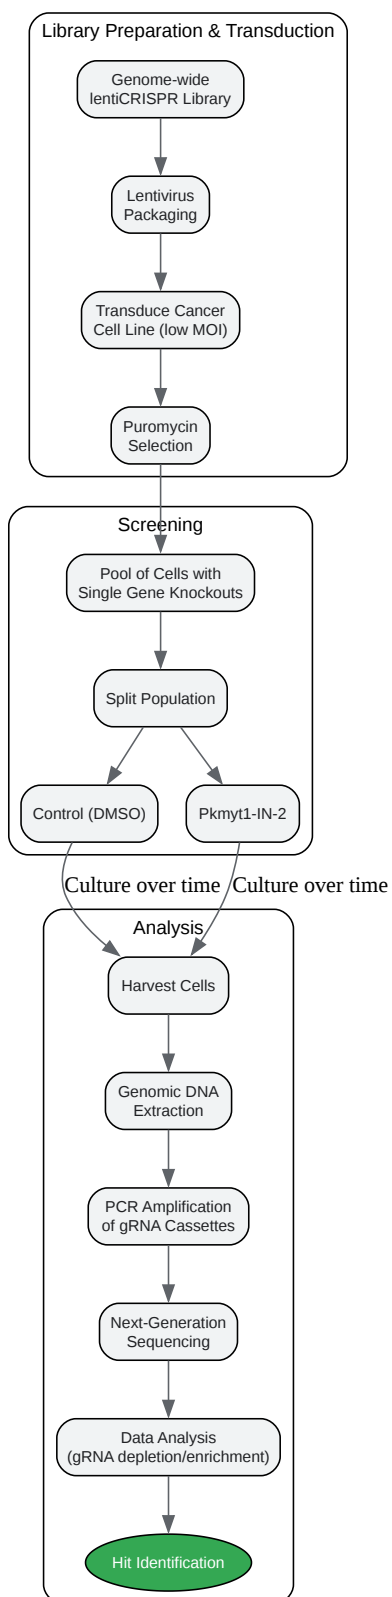 Library Preparation & Transduction
Genome-wide
lentiCRISPR Library
Lentivirus
Packaging
Transduce Cancer
Cell Line (low MOI)
Puromycin
Selection
Screening
Pool of Cells with
Single Gene Knockouts
Split Population
Control (DMSO)
Pkmyt1-IN-2
Culture over time
Culture over time
Analysis
Harvest Cells
Genomic DNA
Extraction
PCR Amplification
of gRNA Cassettes
Next-Generation
Sequencing
Data Analysis
(gRNA depletion/enrichment)
Hit Identification